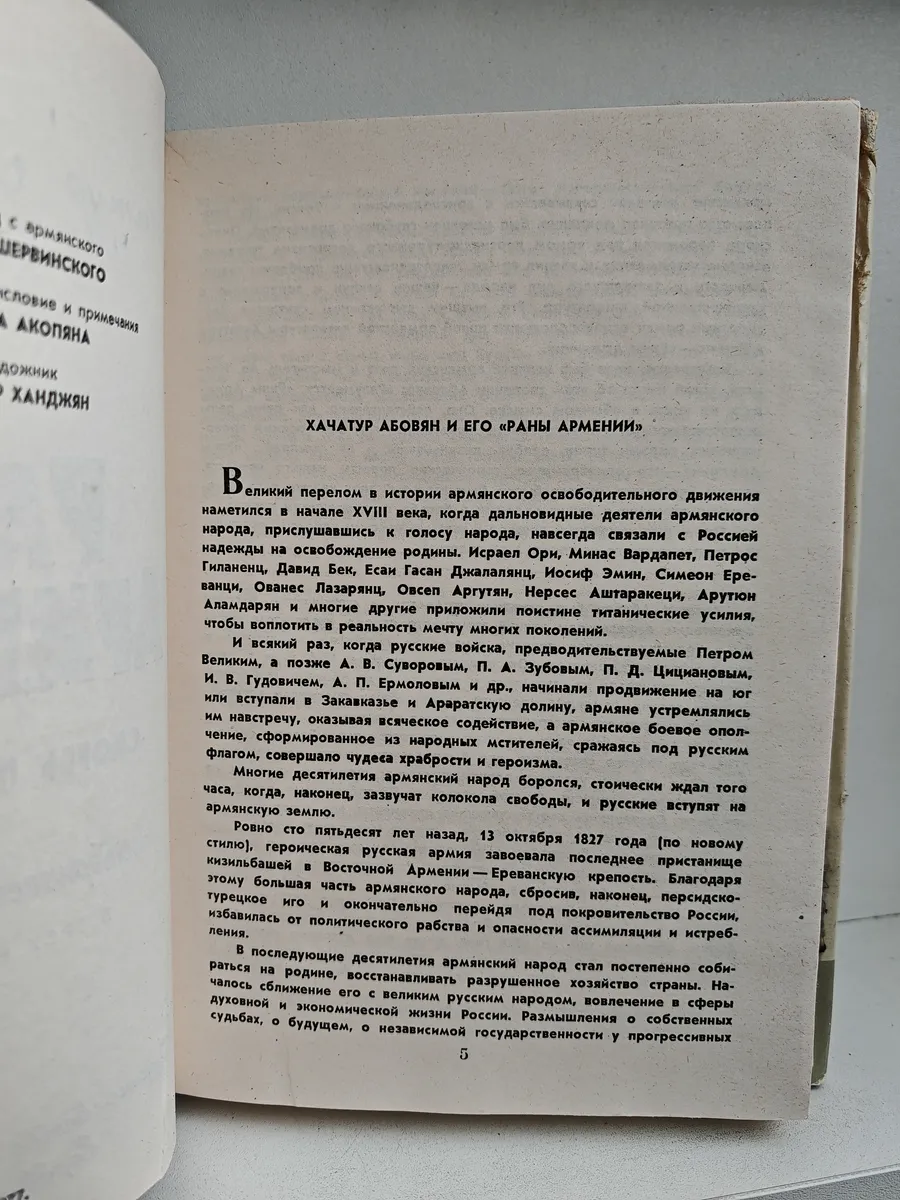 с армянского
ШЕРВИНСКОГО
и примечания
АКОПЯНА
ХАНДЖЯН
ХАЧАТУР АБОВЯН И ЕГО «РАНЫ АРМЕНИИ»
Великий перелом в истории армянского освободительного движения
наметился в начале XVIII века, когда дальновидные деятели армянского
народа, прислушавшись к голосу народа, навсегда связали с Россией
надежды на освобождение родины. Исраел Ори, Минас Вардапет, Петрос
Гиланенц, Давид Бек, Есаи Гасан Джалалянц, Иосиф Эмин, Симеон Ере-
ванци, Ованес Лазарянц, Овсеп Аргутян, Нерсес Аштаракеци, Арутюн
Аламдарян и многие другие приложили поистине титанические усилия,
чтобы воплотить в реальность мечту многих поколений.
И всякий раз, когда русские войска, предводительствуемые Петром
Великим, а позже А. В. Суворовым, П. А. Зубовым, П. Д. Цициановым,
И. В. Гудовичем, А. П. Ермоловым и др., начинали продвижение на юг
или вступали в Закавказье и Араратскую долину, армяне устремлялись
им навстречу, оказывая всяческое содействие, а армянское боевое опол-
чение, сформированное из народных мстителей, сражаясь под русским
флагом, совершало чудеса храбрости и героизма.
Многие десятилетия армянский народ боролся, стоически ждал того
часа, когда, наконец, зазвучат колокола свободы, и русские вступят на
армянскую землю.
Ровно сто пятьдесят лет назад, 13 октября 1827 года (по новому
стилю), героическая русская армия завоевала последнее пристанище
кизильбашей в Восточной Армении — Ереванскую крепость. Благодаря
этому большая часть армянского народа, сбросив, наконец, персидско-
турецкое иго и окончательно перейдя под покровительство России,
избавилась от политического рабства и опасности ассимиляции и истреб-
ления.
В последующие десятилетия армянский народ стал постепенно соби-
раться на родине, восстанавливать разрушенное хозяйство страны. На-
чалось сближение его с великим русским народом, вовлечение в сферы
духовной и экономической жизни России. Размышления о собственных
судьбах, о будущем, о независимой государственности у прогрессивных
5